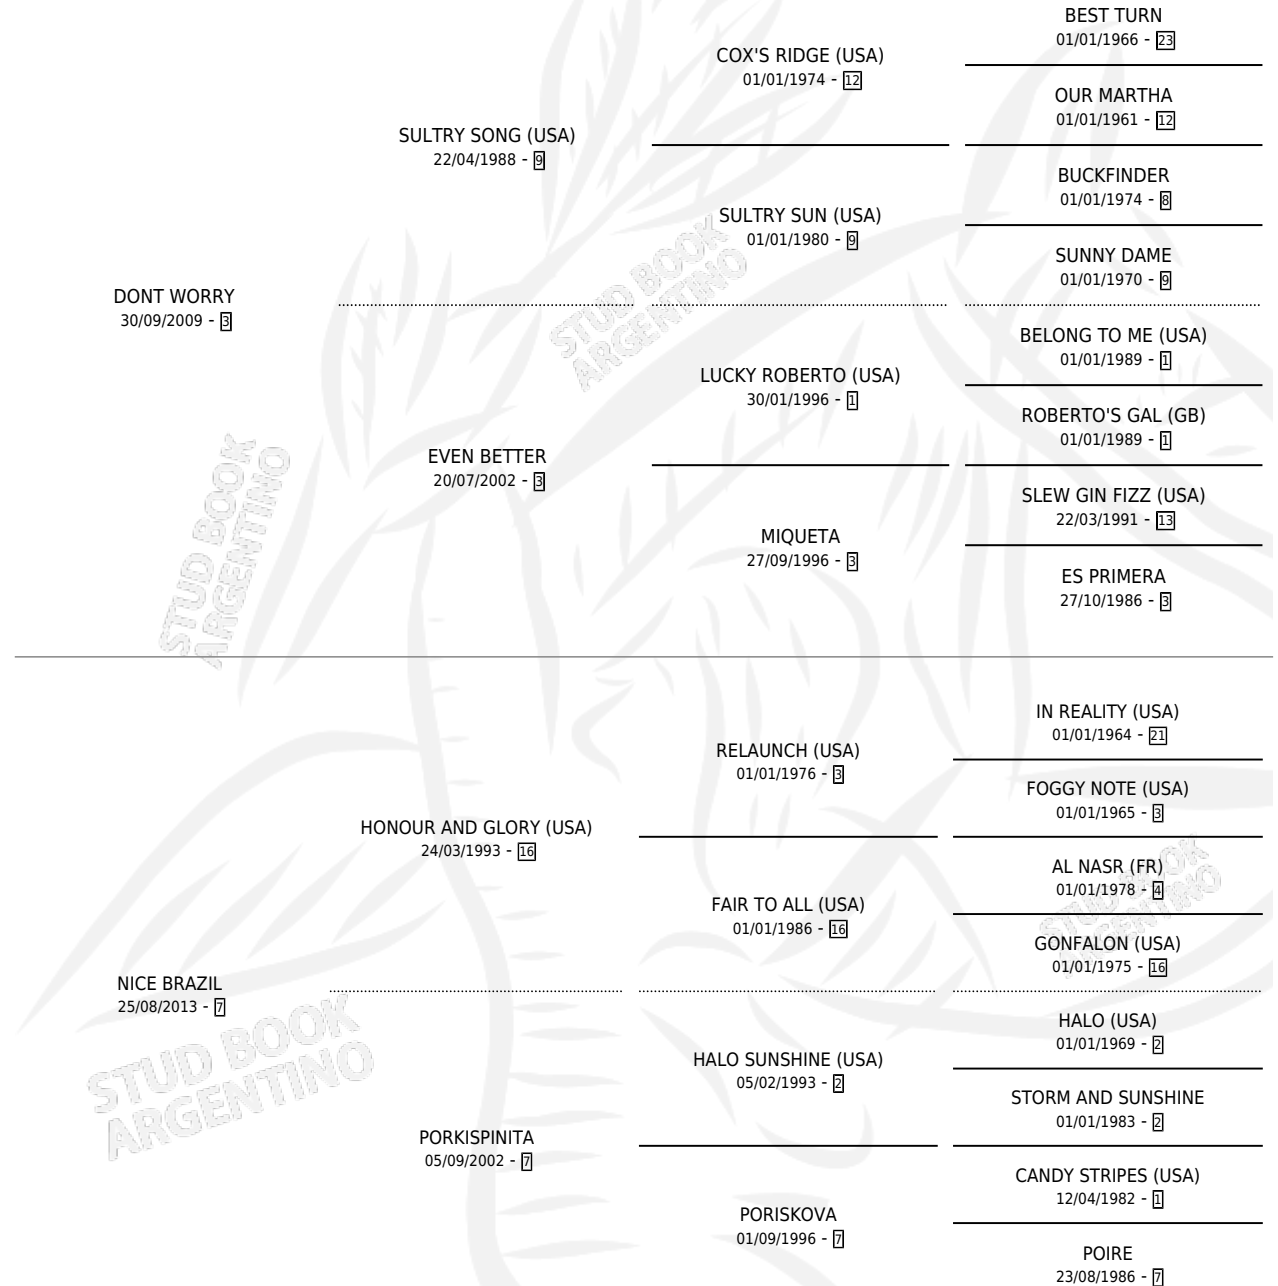 BEST TURN
01/01/1966 - 23
COX'S RIDGE (USA)
01/01/1974 - 12
OUR MARTHA
01/01/1961 - 12
SULTRY SONG (USA)
22/04/1988 - 9
BUCKFINDER
01/01/1974 - 8
SULTRY SUN (USA)
01/01/1980 - 9
SUNNY DAME
01/01/1970 - 9
DONT WORRY
30/09/2009 - 3
BELONG TO ME (USA)
01/01/1989 - 1
LUCKY ROBERTO (USA)
30/01/1996 - 1
ROBERTO'S GAL (GB)
01/01/1989 - 1
EVEN BETTER
20/07/2002 - 3
SLEW GIN FIZZ (USA)
22/03/1991 - 13
MIQUETA
27/09/1996 - 3
ES PRIMERA
27/10/1986 - 3
STUD BOOK
ARGENTINO
STUD BOOK
ARGENTINO
IN REALITY (USA)
01/01/1964 - 21
RELAUNCH (USA)
01/01/1976 - 3
FOGGY NOTE (USA)
01/01/1965 - 3
HONOUR AND GLORY (USA)
24/03/1993 - 16
AL NASR (FR)
01/01/1978 - 4
FAIR TO ALL (USA)
01/01/1986 - 16
GONFALON (USA)
01/01/1975 - 16
STUD BOOK
ARGENTINO
NICE BRAZIL
25/08/2013 - 7
HALO (USA)
01/01/1969 - 2
HALO SUNSHINE (USA)
05/02/1993 - 2
STORM AND SUNSHINE
01/01/1983 - 2
STUD BOOK
ARGENTINO
PORKISPINITA
05/09/2002 - 7
CANDY STRIPES (USA)
12/04/1982 - 1
PORISKOVA
01/09/1996 - 7
POIRE
23/08/1986 - 7